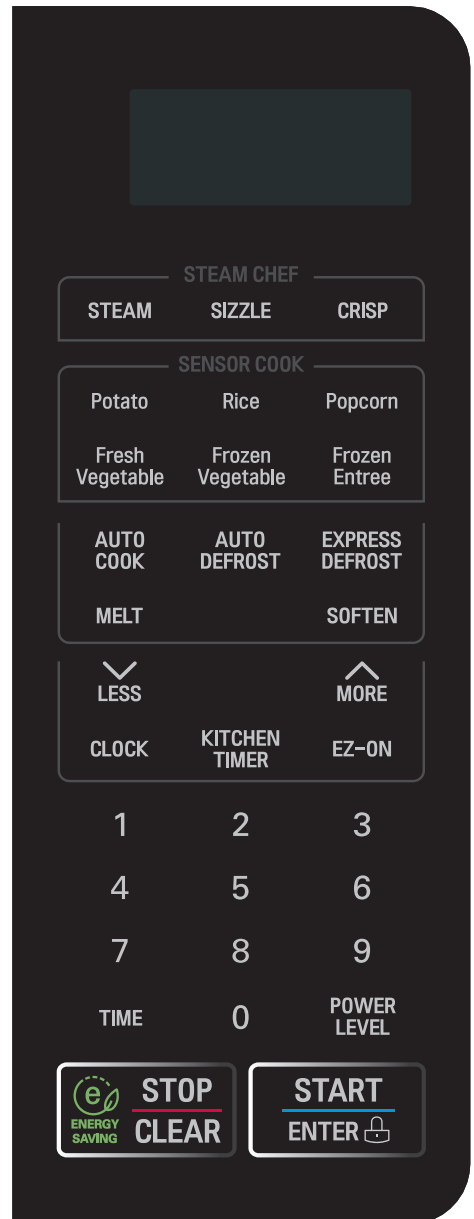 STEAM CHEF
STEAM SIZZLE CRISP
SENSOR COOK
Potato Rice Popcorn
Fresh Vegetable Frozen Vegetable Frozen Entree
AUTO COOK AUTO DEFROST EXPRESS DEFROST
MELT SOFTEN
LESS MORE
CLOCK KITCHEN TIMER EZ-ON
1 2 3
4 5 6
7 8 9
TIME 0 POWER LEVEL
e ENERGY SAVING STOP CLEAR
START ENTER